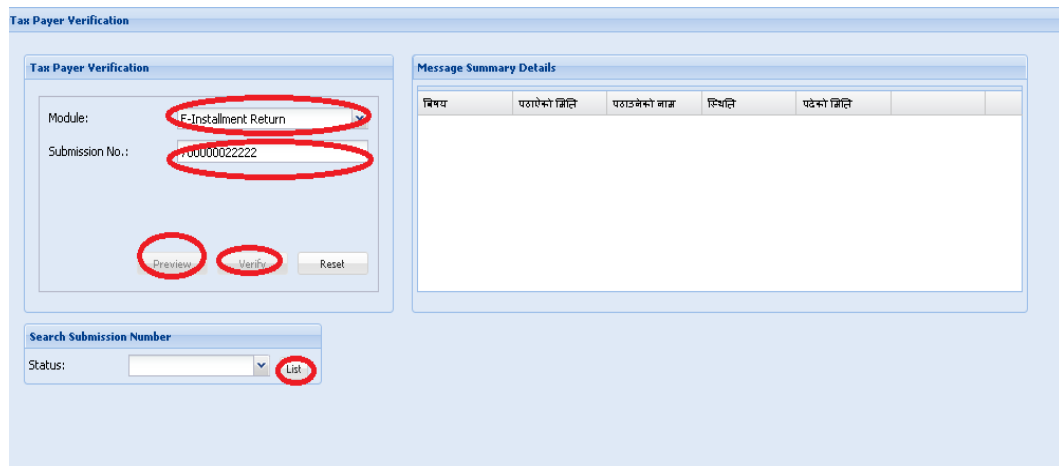 Tax Payer Verification
Tax Payer Verification
Module: E-Installment Return
Submission No.: 700000022222
Preview Verify Reset
Message Summary Details
बिषय पठाऐको मिति पठाउनेको नाम स्थिति पढेको मिति
Search Submission Number
Status: List